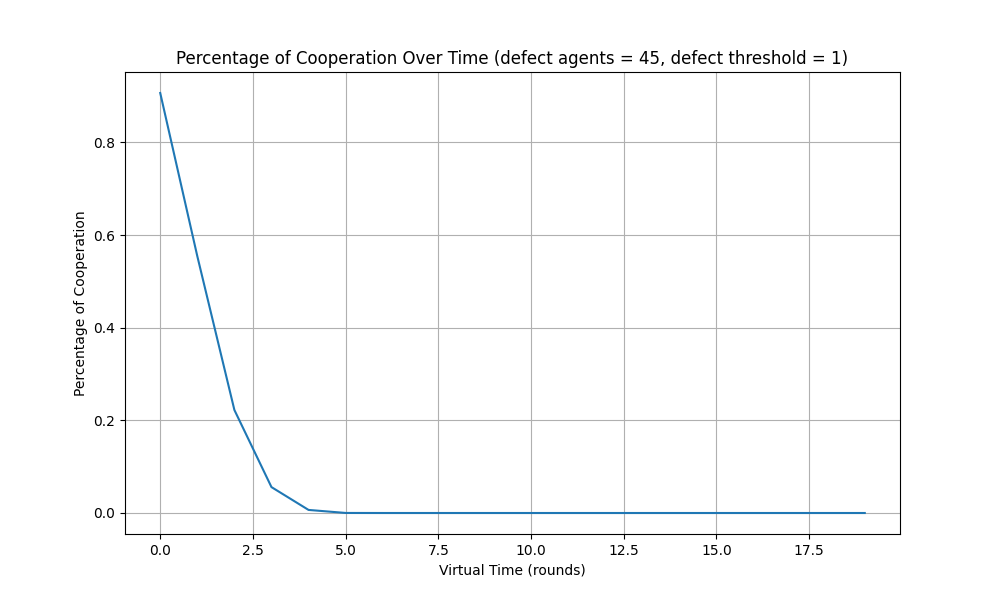 Percentage of Cooperation Over Time (defect agents = 45, defect threshold = 1)
Percentage of Cooperation
0.8
0.6
0.4
0.2
0.0
0.0 2.5 5.0 7.5 10.0 12.5 15.0 17.5
Virtual Time (rounds)